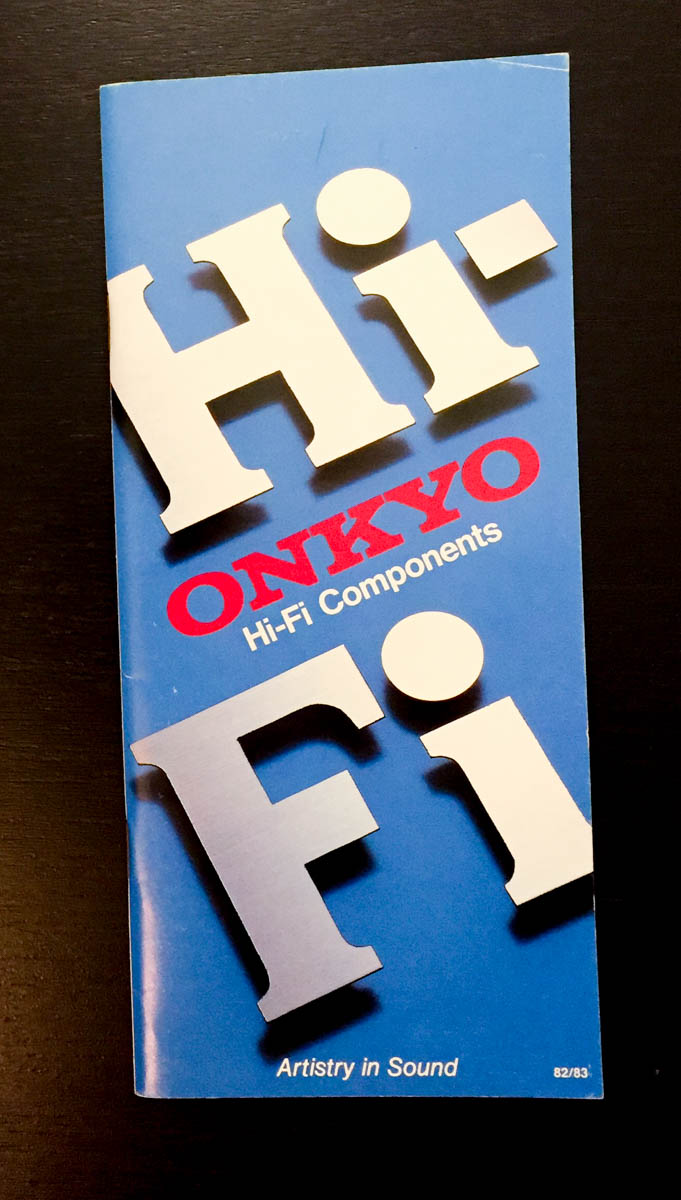 Hi-
ONKYO
Hi-Fi Components
Fi
Artistry in Sound
82/83